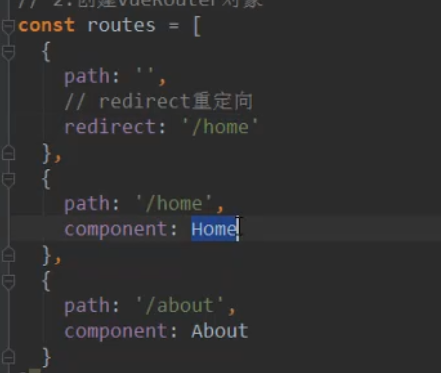 // 2.创建VueRouter对象
const routes = [
{
path: '',
// redirect重定向
redirect: '/home'
},
{
path: '/home',
component: Home
},
{
path: '/about',
component: About
}